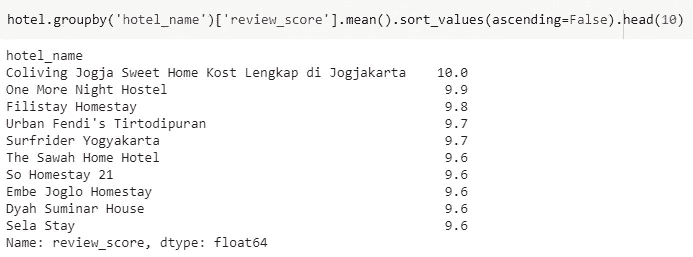 hotel.groupby('hotel_name')['review_score'].mean().sort_values(ascending=False).head(10)
hotel_name
Coliving Jogja Sweet Home Kost Lengkap di Jogjakarta 10.0
One More Night Hostel 9.9
Filistay Homestay 9.8
Urban Fendi's Tirtodipuran 9.7
Surfrider Yogyakarta 9.7
The Sawah Home Hotel 9.6
So Homestay 21 9.6
Embe Joglo Homestay 9.6
Dyah Suminar House 9.6
Sela Stay 9.6
Name: review_score, dtype: float64